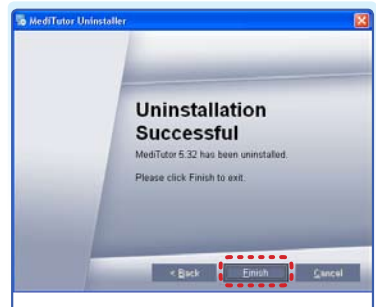 MediTutor Uninstaller
Uninstallation
Successful
MediTutor 5.32 has been uninstalled.
Please click Finish to exit.
< Back Finish Cancel